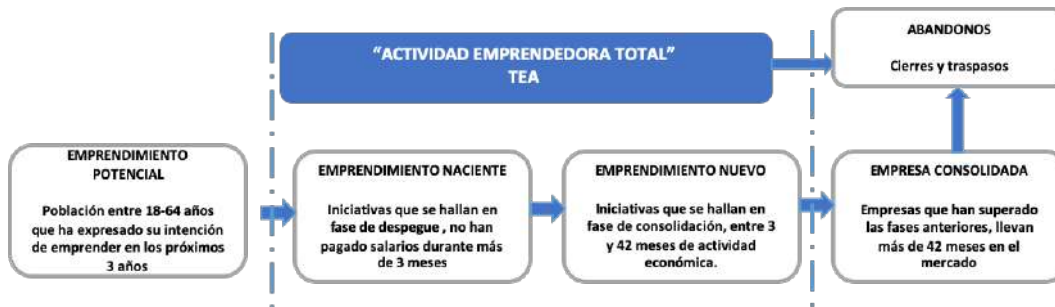 "ACTIVIDAD EMPRENDEDORA TOTAL"
TEA
ABANDONOS
Cierres y traspasos
EMPRENDIMIENTO
POTENCIAL
Población entre 18-64 años
que ha expresado su intención
de emprender en los próximos
3 años
EMPRENDIMIENTO NACIENTE
Iniciativas que se hallan en
fase de despegue , no han
pagado salarios durante más
de 3 meses
EMPRENDIMIENTO NUEVO
Iniciativas que se hallan en
fase de consolidación, entre 3
y 42 meses de actividad
económica.
EMPRESA CONSOLIDADA
Empresas que han superado
las fases anteriores, llevan
más de 42 meses en el
mercado